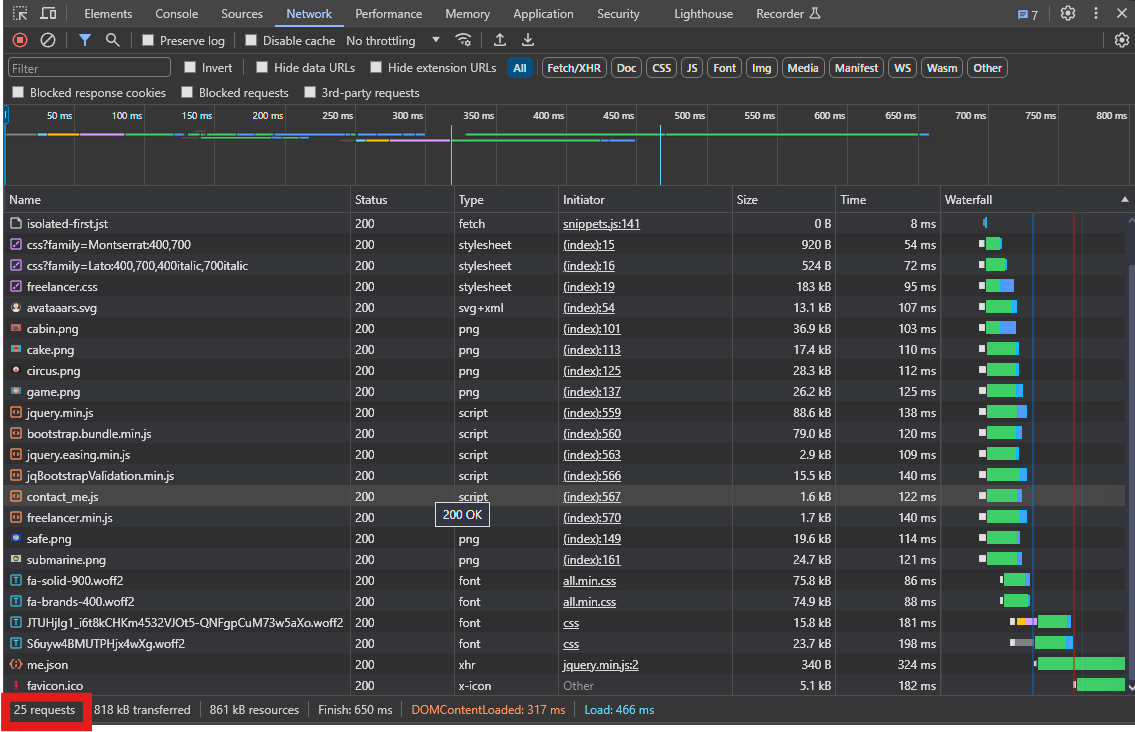 Elements Console Sources Network Performance Memory Application Security Lighthouse Recorder 7
Preserve log Disable cache No throttling
Filter Invert Hide data URLs Hide extension URLs All Fetch/XHR Doc CSS JS Font Img Media Manifest WS Wasm Other
Blocked response cookies Blocked requests 3rd-party requests
50 ms 100 ms 150 ms 200 ms 250 ms 300 ms 350 ms 400 ms 450 ms 500 ms 550 ms 600 ms 650 ms 700 ms 750 ms 800 ms
Name Status Type Initiator Size Time Waterfall
isolated-first.jst 200 fetch snippets.js:141 0 B 8 ms
css?family=Montserrat:400,700 200 stylesheet (index):15 920 B 54 ms
css?family=Lato:400,700,400italic,700italic 200 stylesheet (index):16 524 B 72 ms
freelancer.css 200 stylesheet (index):19 183 kB 95 ms
avataaars.svg 200 svg+xml (index):54 13.1 kB 107 ms
cabin.png 200 png (index):101 36.9 kB 103 ms
cake.png 200 png (index):113 17.4 kB 110 ms
circus.png 200 png (index):125 28.3 kB 112 ms
game.png 200 png (index):137 26.2 kB 125 ms
jquery.min.js 200 script (index):559 88.6 kB 138 ms
bootstrap.bundle.min.js 200 script (index):560 79.0 kB 120 ms
jquery.easing.min.js 200 script (index):563 2.9 kB 109 ms
jqBootstrapValidation.min.js 200 script (index):566 15.5 kB 140 ms
contact_me.js 200 script (index):567 1.6 kB 122 ms
freelancer.min.js 200 200 OK (index):570 1.7 kB 140 ms
safe.png 200 png (index):149 19.6 kB 114 ms
submarine.png 200 png (index):161 24.7 kB 121 ms
fa-solid-900.woff2 200 font all.min.css 75.8 kB 86 ms
fa-brands-400.woff2 200 font all.min.css 74.9 kB 88 ms
JTUHjIg1_i6t8kCHKm4532VJOt5-QNFgpCuM73w5aXo.woff2 200 font css 15.8 kB 181 ms
S6uyw4BMUTPHjx4wXg.woff2 200 font css 23.7 kB 198 ms
me.json 200 xhr jquery.min.js:2 340 B 324 ms
favicon.ico 200 x-icon Other 5.1 kB 182 ms
25 requests 818 kB transferred 861 kB resources Finish: 650 ms DOMContentLoaded: 317 ms Load: 466 ms